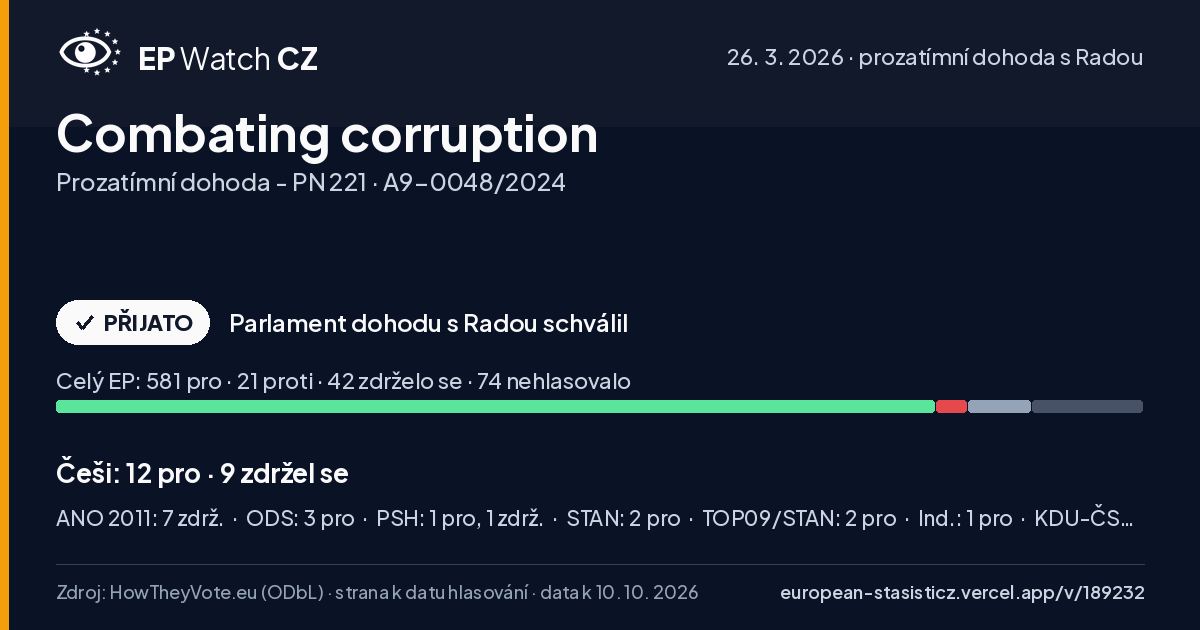 EP Watch CZ
26. 3. 2026 · prozatímní dohoda s Radou
Combating corruption
Prozatímní dohoda – PN 221 · A9-0048/2024
✓ PŘIJATO
Parlament dohodu s Radou schválil
Celý EP: 581 pro · 21 proti · 42 zdrželo se · 74 nehlasovalo
Češi: 12 pro · 9 zdržel se
ANO 2011: 7 zdrž. · ODS: 3 pro · PSH: 1 pro, 1 zdrž. · STAN: 2 pro · TOP09/STAN: 2 pro · Ind.: 1 pro · KDU-ČS…
Zdroj: HowTheyVote.eu (ODbL) · strana k datu hlasování · data k 10. 10. 2026
european-stasisticz.vercel.app/v/189232